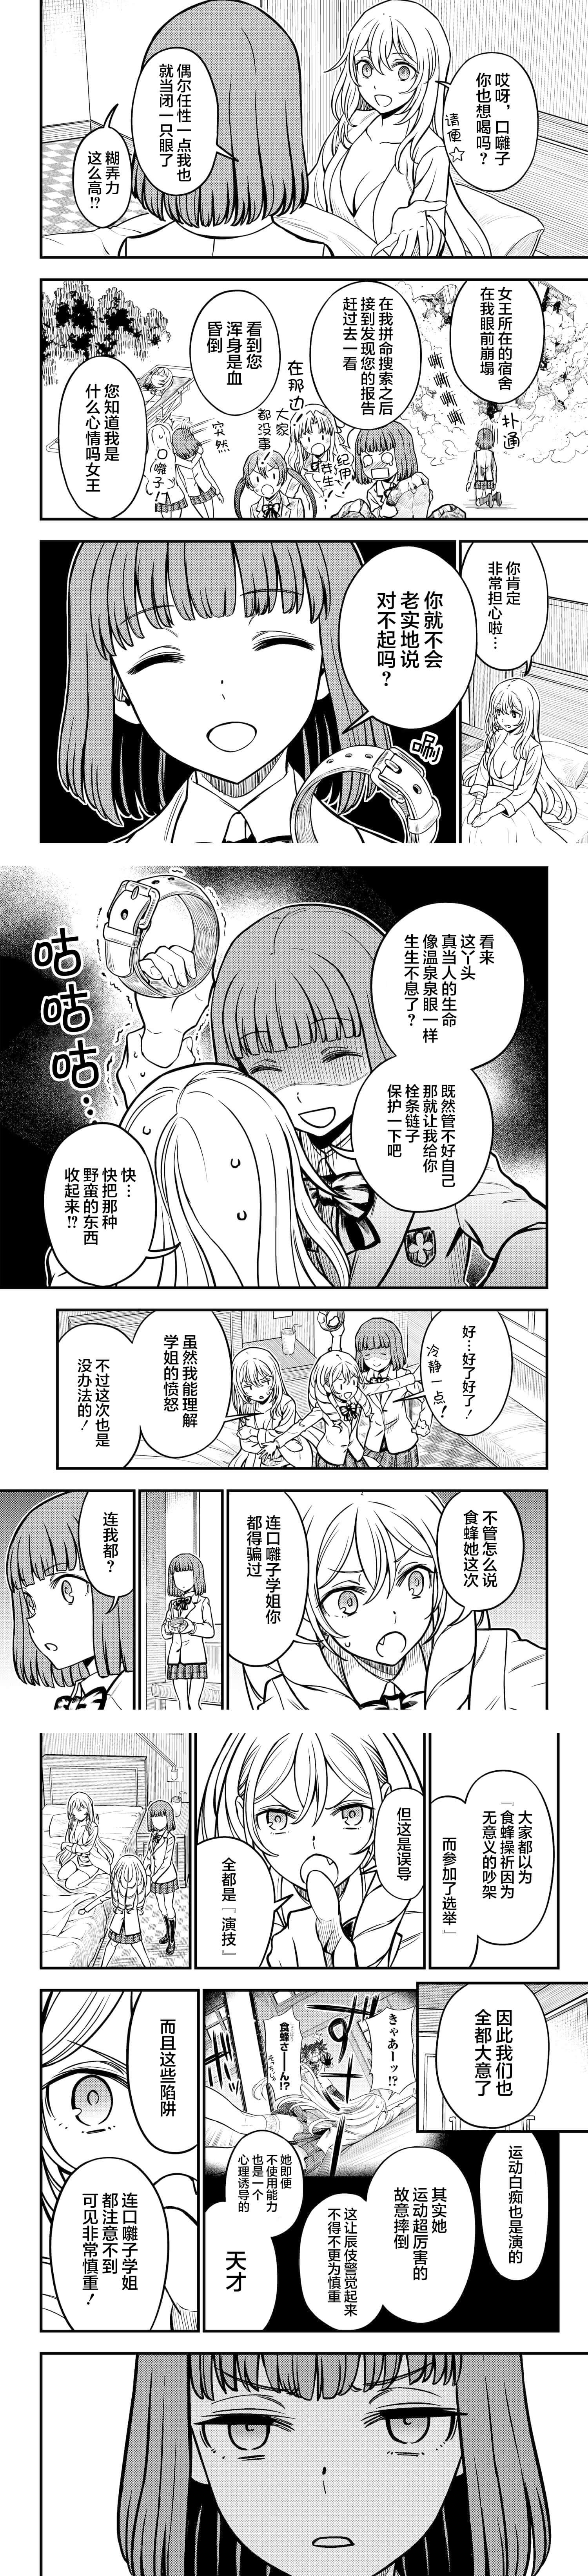 哎呀，口囃子
你也想喝吗？
请便☆
偶尔任性一点我也
就当闭一只眼了
糊弄力
这么高!?
女王所在的宿舍
在我眼前崩塌
嘶嘶嘶嘶
扑通
在我拼命搜索之后
接到发现您的报告
赶过去一看
在那边
大家
都没事
看到您
浑身是血
昏倒
突然
口囃子！
您知道我是
什么心情吗女王
你肯定
非常担心啦…
你就不会
老实地说
对不起吗？
唰
看来
这丫头
真当人的生命
像温泉泉眼一样
生生不息了？
既然管不好自己
那就让我给你
栓条链子
保护一下吧
咕咕咕…
快…
快把那种
野蛮的东西
收起来!?
好…好了好了！
冷静一点！
虽然我能理解
学姐的愤怒
不过这次也是
没办法的！
不管怎么说
食蜂她这次
连口囃子学姐你
都得骗过
连我都？
大家都以为
『食蜂操祈因为
无意义的吵架
而参加了选举』
但这是误导
全都是『演技』
因此我们也
全都大意了
きゃあーッ!?
食蜂さーん!?
运动白痴也是演的
其实她
运动超厉害的
故意摔倒
这让辰伎警觉起来
不得不更为慎重
她即便
不使用能力
也是一个
心理诱导的
天才
而且这些陷阱
连口囃子学姐
都注意不到
可见非常慎重！